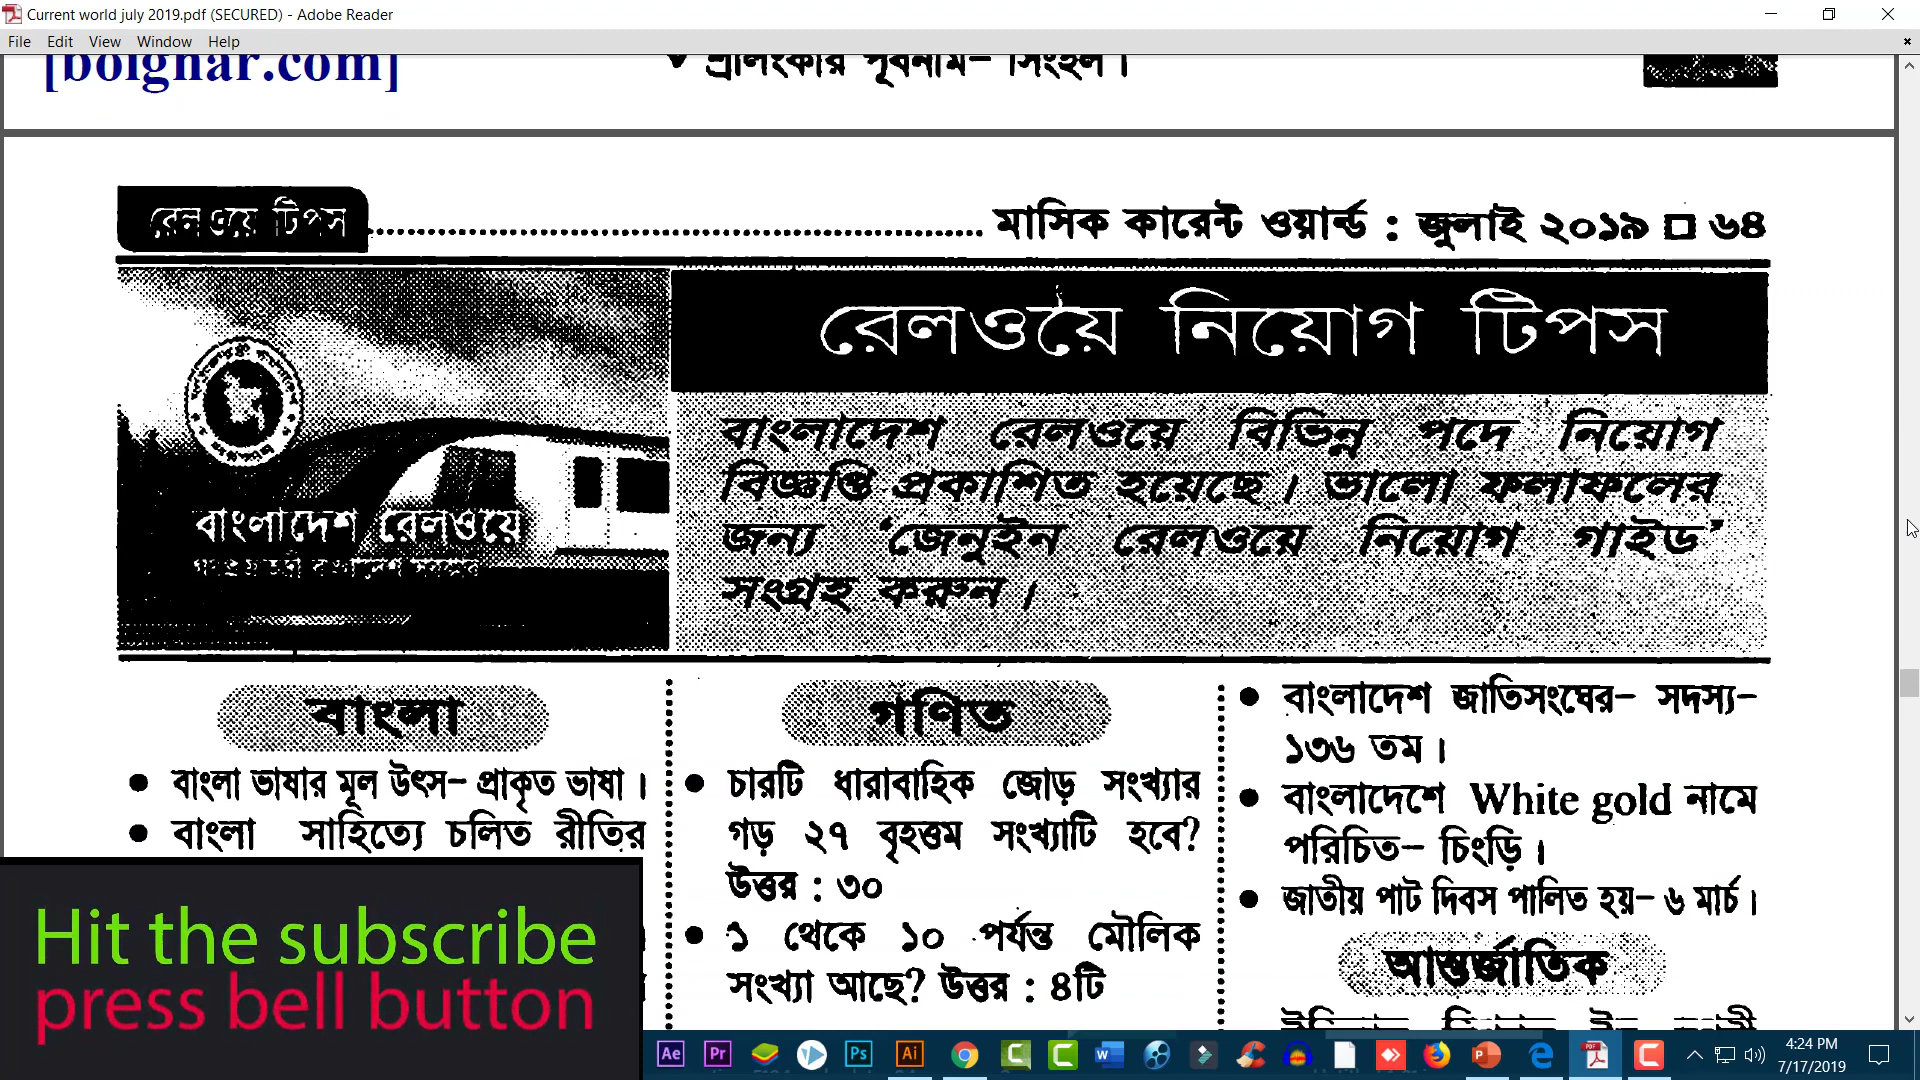 Current world july 2019.pdf (SECURED) - Adobe Reader
File Edit View Window Help
[boighar.com]
শ্রীলংকার পূর্বনাম– সিংহল।
রেলওয়ে টিপস
মাসিক কারেন্ট ওয়ার্ল্ড : জুলাই ২০১৯ □ ৬৪
রেলওয়ে নিয়োগ টিপস
বাংলাদেশ রেলওয়ে
বাংলাদেশ রেলওয়ে বিভিন্ন পদে নিয়োগ
বিজ্ঞপ্তি প্রকাশিত হয়েছে। ভালো ফলাফলের
জন্য ‘জেনুইন রেলওয়ে নিয়োগ গাইড’
সংগ্রহ করুন।
বাংলা
● বাংলা ভাষার মূল উৎস– প্রাকৃত ভাষা।
● বাংলা সাহিত্যে চলিত রীতির
গণিত
● চারটি ধারাবাহিক জোড় সংখ্যার
গড় ২৭ বৃহত্তম সংখ্যাটি হবে?
উত্তর : ৩০
● ১ থেকে ১০ পর্যন্ত মৌলিক
সংখ্যা আছে? উত্তর : ৪টি
● বাংলাদেশ জাতিসংঘের– সদস্য–
১৩৬ তম।
● বাংলাদেশে White gold নামে
পরিচিত– চিংড়ি।
● জাতীয় পাট দিবস পালিত হয়– ৬ মার্চ।
আন্তর্জাতিক
Hit the subscribe
press bell button
4:24 PM
7/17/2019